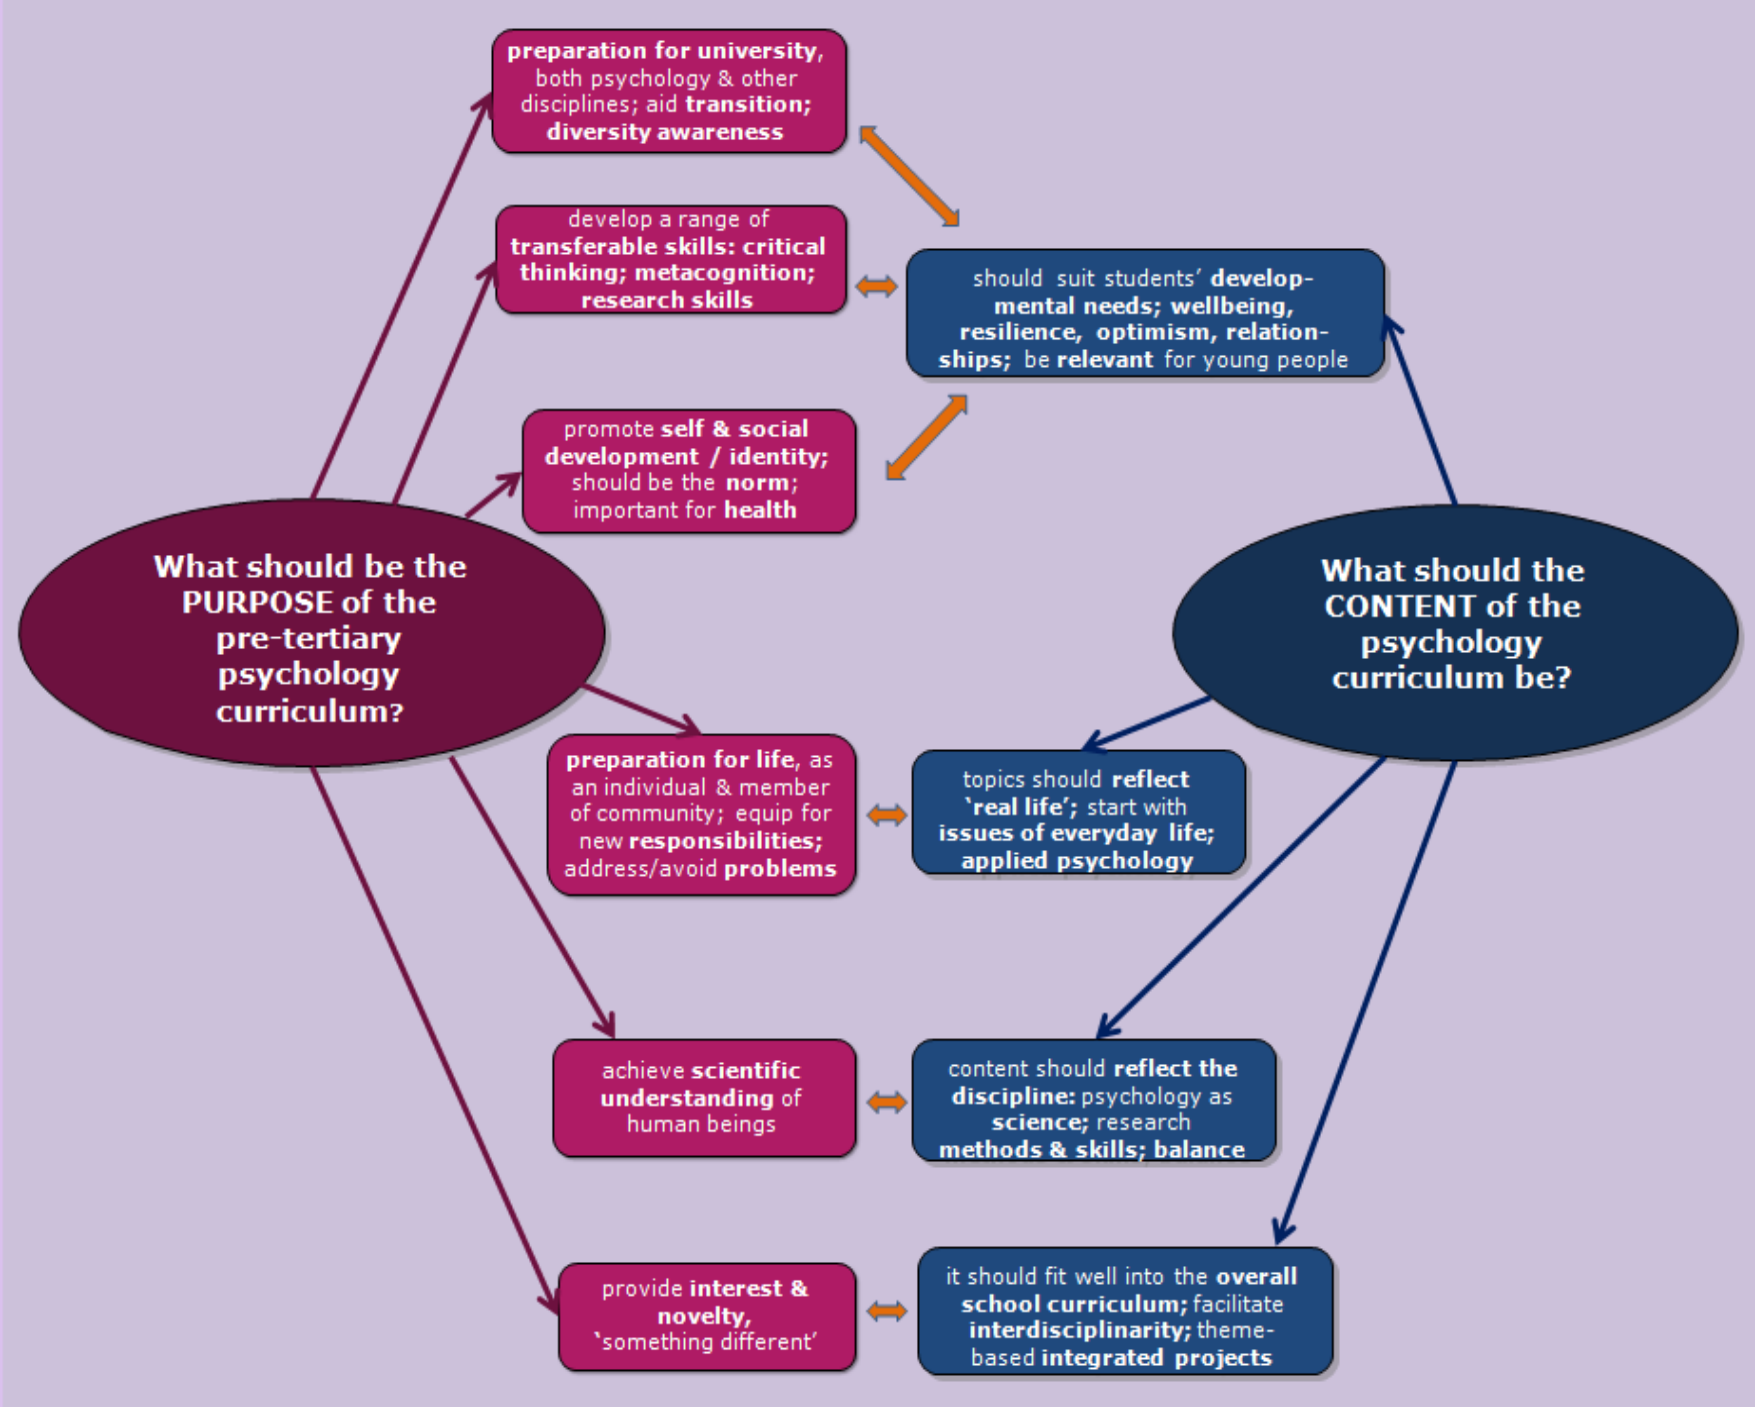 preparation for university,
both psychology & other
disciplines; aid transition;
diversity awareness
develop a range of
transferable skills: critical
thinking; metacognition;
research skills
should suit students’ develop-
mental needs; wellbeing,
resilience, optimism, relation-
ships; be relevant for young people
promote self & social
development / identity;
should be the norm;
important for health
What should be the
PURPOSE of the
pre-tertiary
psychology
curriculum?
What should the
CONTENT of the
psychology
curriculum be?
preparation for life, as
an individual & member
of community; equip for
new responsibilities;
address/avoid problems
topics should reflect
‘real life’; start with
issues of everyday life;
applied psychology
achieve scientific
understanding of
human beings
content should reflect the
discipline: psychology as
science; research
methods & skills; balance
provide interest &
novelty,
‘something different’
it should fit well into the overall
school curriculum; facilitate
interdisciplinarity; theme-
based integrated projects